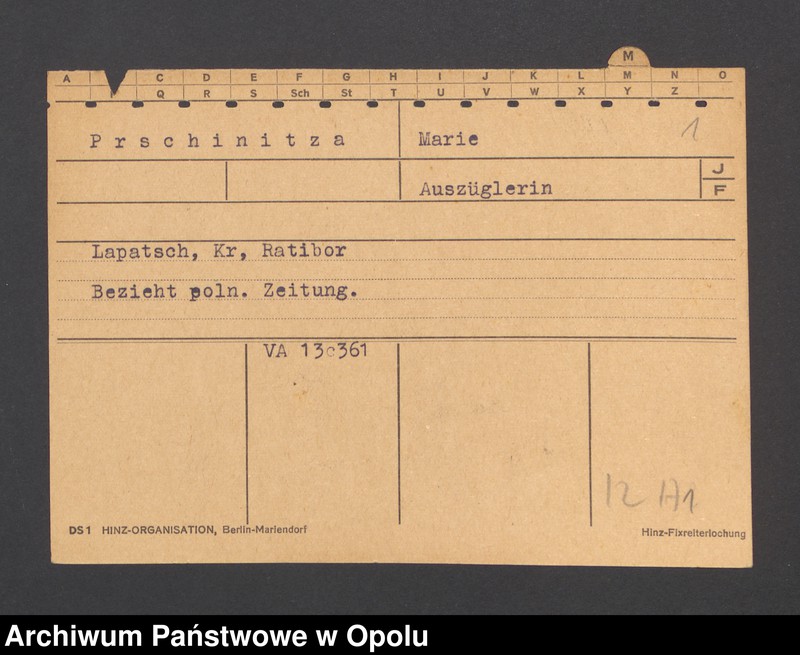 M
A C D E F G H I J K L M N O
Q R S Sch St T U V W X Y Z
Prschinitza Marie 1
Auszüglerin J
F
Lapatsch, Kr, Ratibor
Bezieht poln. Zeitung.
VA 13c361
12 A1
DS1 HINZ-ORGANISATION, Berlin-Mariendorf Hinz-Fixreiterlochung
Archiwum Państwowe w Opolu